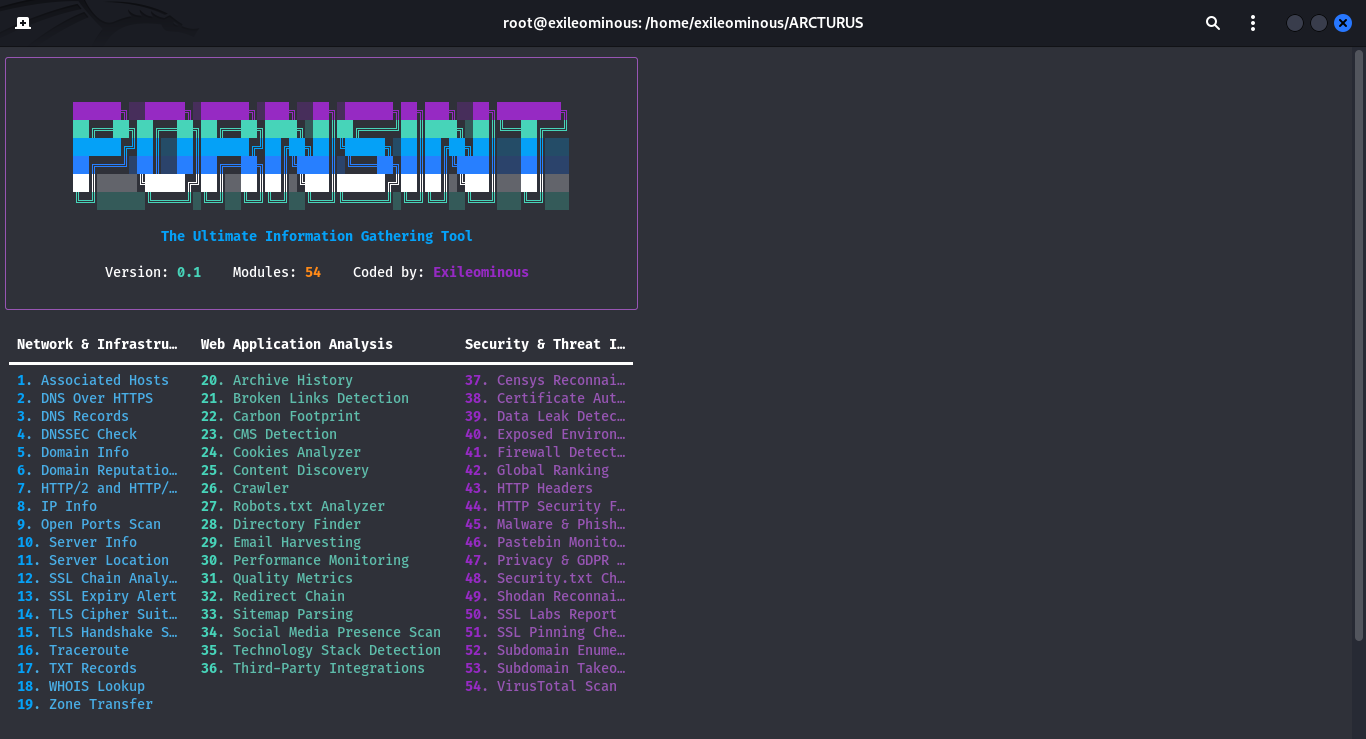 root@exileominous: /home/exileominous/ARCTURUS
PORNSINT
The Ultimate Information Gathering Tool
Version: 0.1 Modules: 54 Coded by: Exileominous
Network & Infrastru… Web Application Analysis Security & Threat I…
1. Associated Hosts 20. Archive History 37. Censys Reconnai…
2. DNS Over HTTPS 21. Broken Links Detection 38. Certificate Aut…
3. DNS Records 22. Carbon Footprint 39. Data Leak Detec…
4. DNSSEC Check 23. CMS Detection 40. Exposed Environ…
5. Domain Info 24. Cookies Analyzer 41. Firewall Detect…
6. Domain Reputatio… 25. Content Discovery 42. Global Ranking
7. HTTP/2 and HTTP/… 26. Crawler 43. HTTP Headers
8. IP Info 27. Robots.txt Analyzer 44. HTTP Security F…
9. Open Ports Scan 28. Directory Finder 45. Malware & Phish…
10. Server Info 29. Email Harvesting 46. Pastebin Monito…
11. Server Location 30. Performance Monitoring 47. Privacy & GDPR …
12. SSL Chain Analy… 31. Quality Metrics 48. Security.txt Ch…
13. SSL Expiry Alert 32. Redirect Chain 49. Shodan Reconnai…
14. TLS Cipher Suit… 33. Sitemap Parsing 50. SSL Labs Report
15. TLS Handshake S… 34. Social Media Presence Scan 51. SSL Pinning Che…
16. Traceroute 35. Technology Stack Detection 52. Subdomain Enume…
17. TXT Records 36. Third-Party Integrations 53. Subdomain Takeo…
18. WHOIS Lookup 54. VirusTotal Scan
19. Zone Transfer